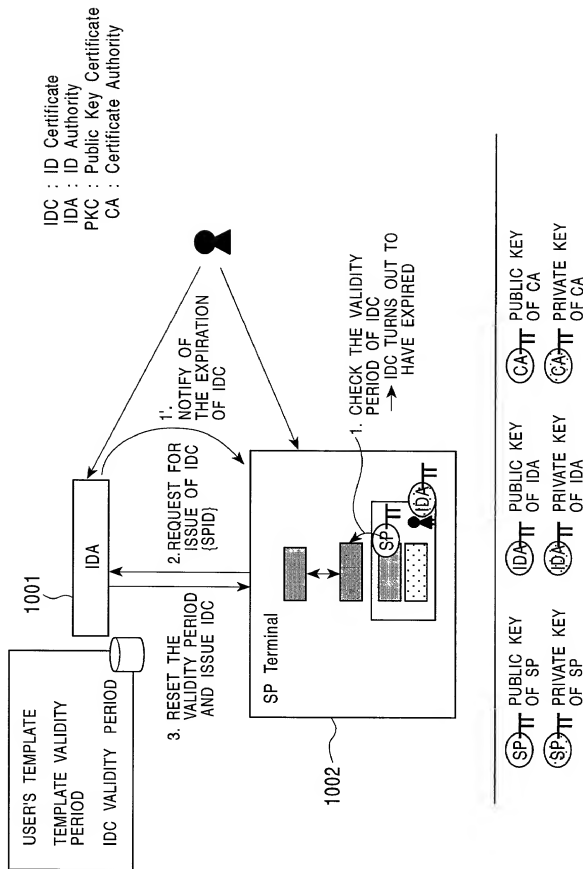 USER'S TEMPLATE
TEMPLATE VALIDITY
PERIOD
IDC VALIDITY PERIOD
1001
IDA
IDC : ID Certificate
IDA : ID Authority
PKC : Public Key Certificate
CA : Certificate Authority
3. RESET THE
VALIDITY PERIOD
AND ISSUE IDC
2. REQUEST FOR
ISSUE OF IDC
{SPID}
1'. NOTIFY OF
THE EXPIRATION
OF IDC
SP Terminal
1002
SP
IDA
1. CHECK THE VALIDITY
PERIOD OF IDC
→ IDC TURNS OUT TO
HAVE EXPIRED
SP
PUBLIC KEY
OF SP
SP
PRIVATE KEY
OF SP
IDA
PUBLIC KEY
OF IDA
IDA
PRIVATE KEY
OF IDA
CA
PUBLIC KEY
OF CA
CA
PRIVATE KEY
OF CA